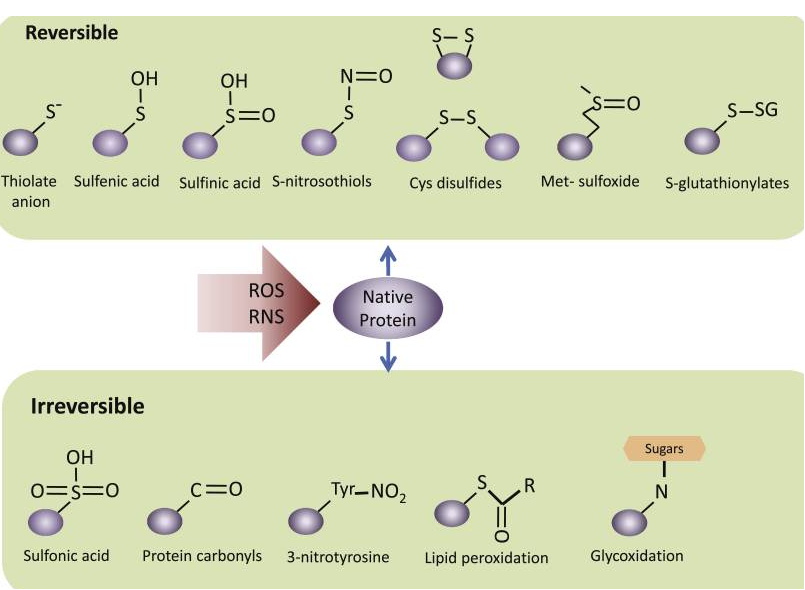 Reversible
S–S
OH
OH
N=O
S⁻
S
S=O
S
S–S
S=O
S–SG
Thiolate
anion
Sulfenic acid
Sulfinic acid
S-nitrosothiols
Cys disulfides
Met- sulfoxide
S-glutathionylates
ROS
RNS
Native
Protein
Irreversible
Sugars
OH
O=S=O
C=O
Tyr–NO₂
S
R
O
N
Sulfonic acid
Protein carbonyls
3-nitrotyrosine
Lipid peroxidation
Glycoxidation